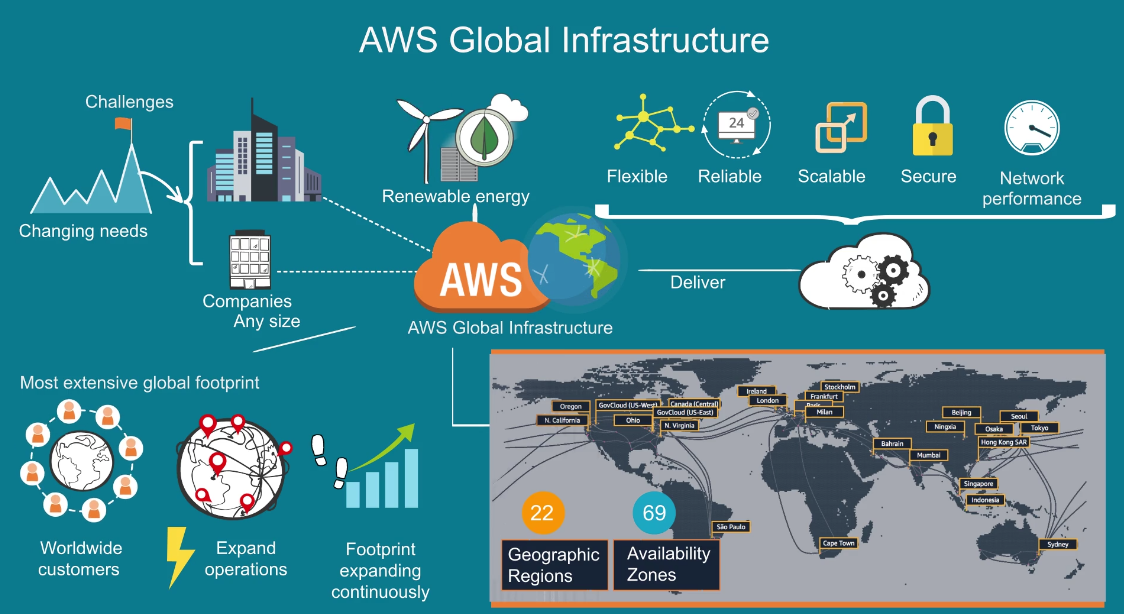 AWS Global Infrastructure
Challenges
Changing needs
Companies
Any size
Renewable energy
AWS
AWS Global Infrastructure
24
Flexible
Reliable
Scalable
Secure
Network
performance
Deliver
Most extensive global footprint
Worldwide
customers
Expand
operations
Footprint
expanding
continuously
Oregon
N. California
GovCloud (US-West)
Canada (Central)
GovCloud (US-East)
Ohio
N. Virginia
Ireland
London
Stockholm
Frankfurt
Paris
Milan
Bahrain
Mumbai
Beijing
Ningxia
Seoul
Osaka
Tokyo
Hong Kong SAR
Singapore
Indonesia
São Paulo
Cape Town
Sydney
22
Geographic
Regions
69
Availability
Zones